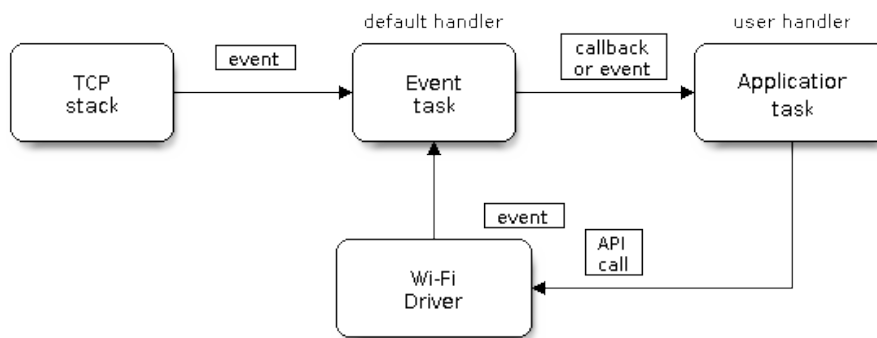 default handler
user handler
event
callback
or event
TCP
stack
Event
task
Application
task
event
API
call
Wi-Fi
Driver